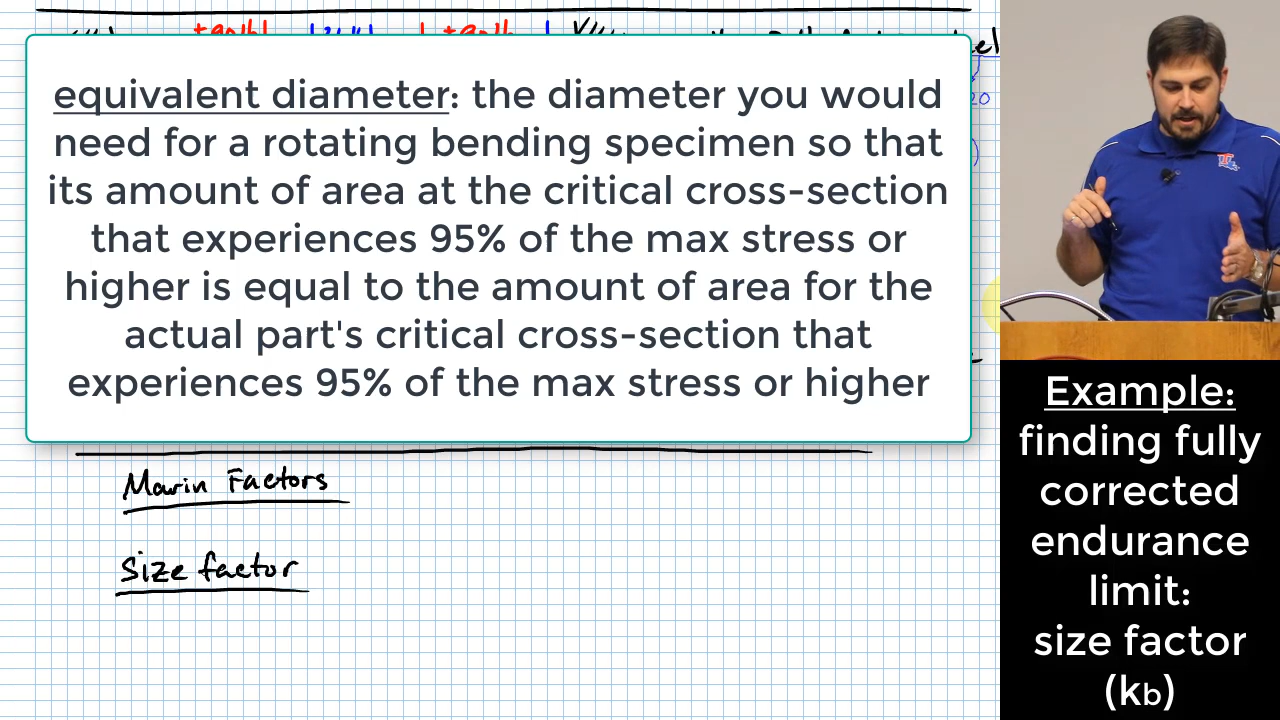 equivalent diameter: the diameter you would
need for a rotating bending specimen so that
its amount of area at the critical cross-section
that experiences 95% of the max stress or
higher is equal to the amount of area for the
actual part's critical cross-section that
experiences 95% of the max stress or higher
Marin Factors
Size factor
Example:
finding fully
corrected
endurance
limit:
size factor
(kb)